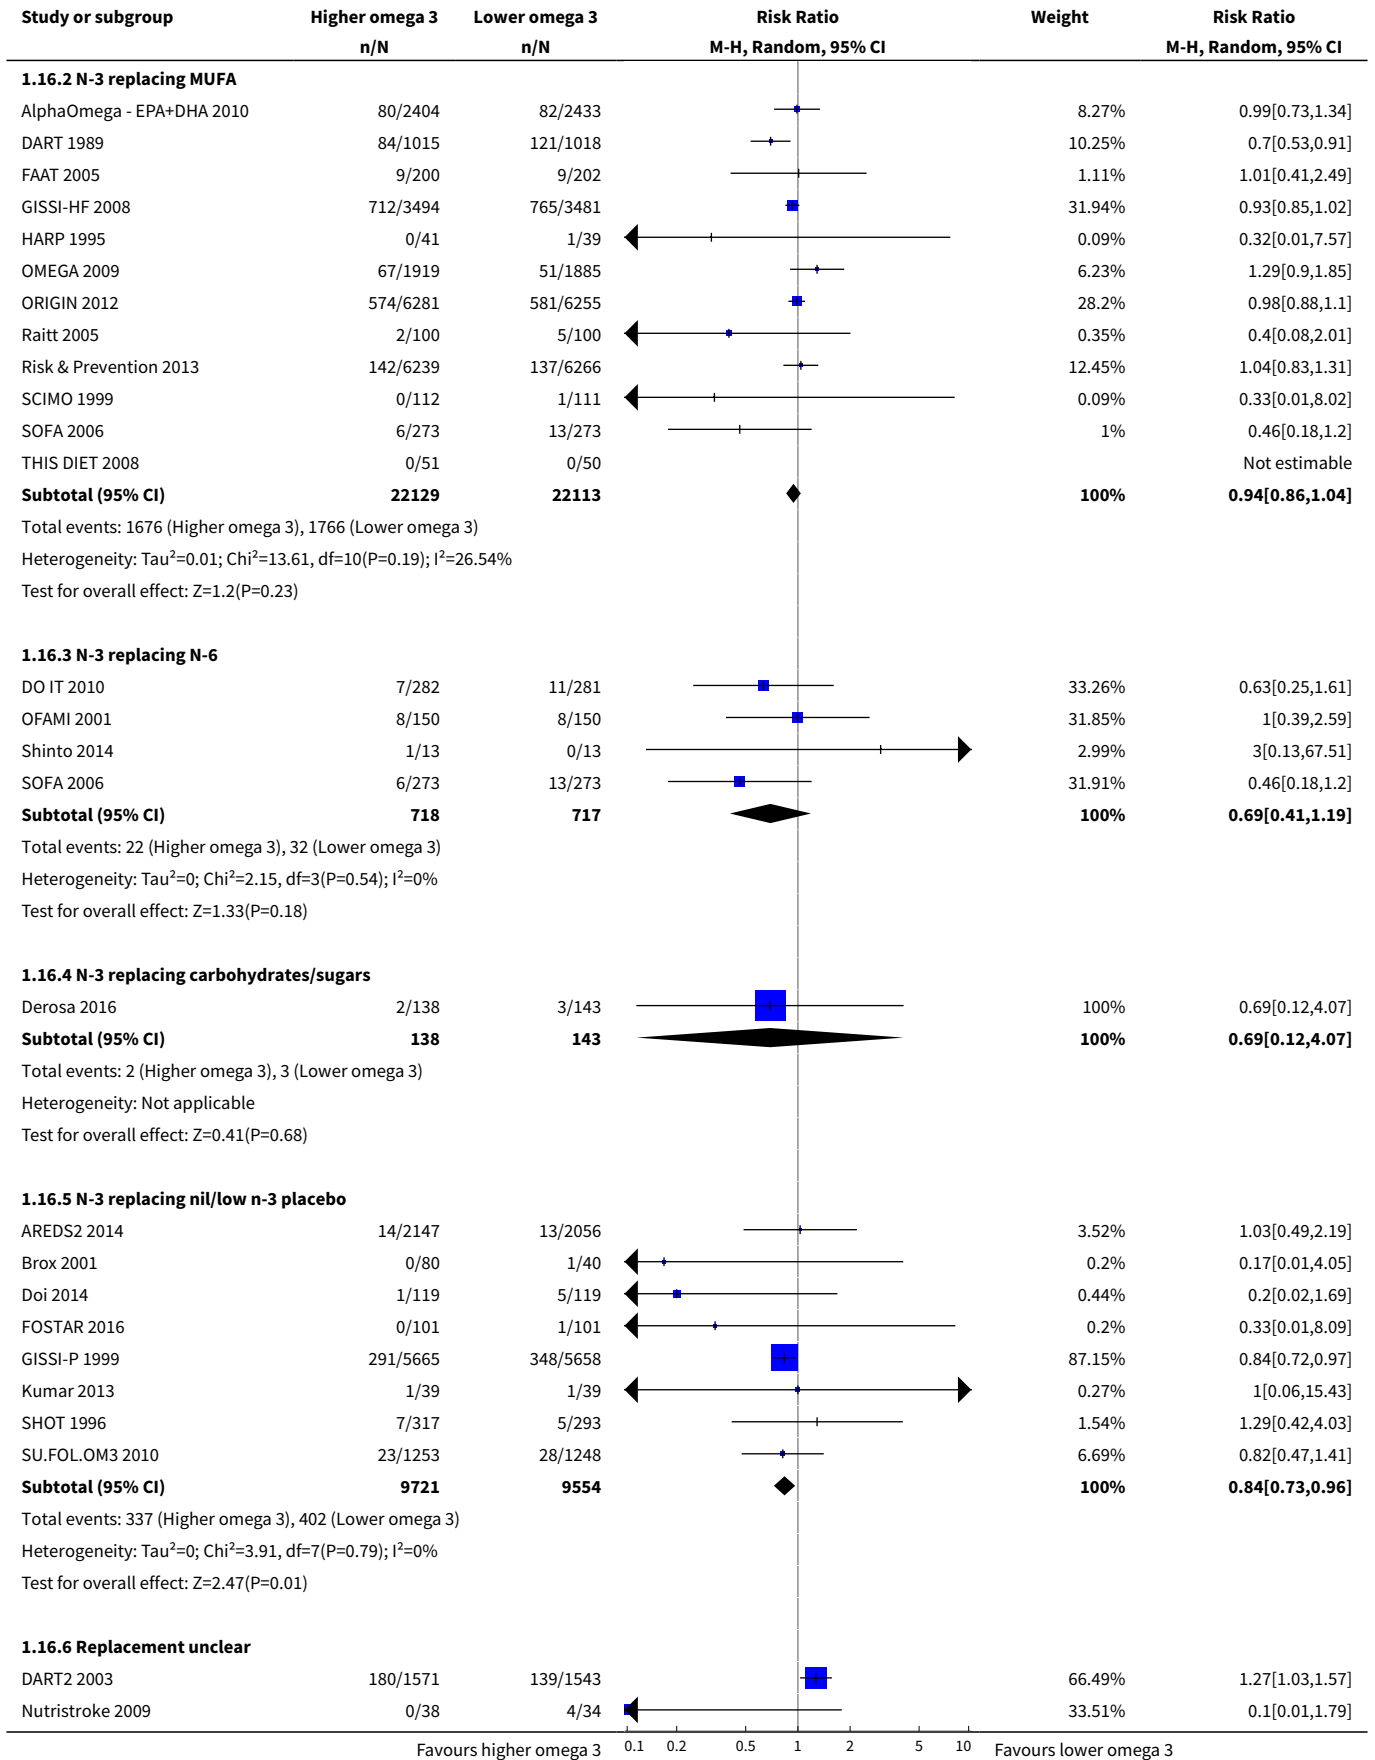 Study or subgroup Higher omega 3 Lower omega 3 Risk Ratio Weight Risk Ratio
n/N n/N M-H, Random, 95% CI M-H, Random, 95% CI
1.16.2 N-3 replacing MUFA
AlphaOmega - EPA+DHA 2010 80/2404 82/2433 8.27% 0.99[0.73,1.34]
DART 1989 84/1015 121/1018 10.25% 0.7[0.53,0.91]
FAAT 2005 9/200 9/202 1.11% 1.01[0.41,2.49]
GISSI-HF 2008 712/3494 765/3481 31.94% 0.93[0.85,1.02]
HARP 1995 0/41 1/39 0.09% 0.32[0.01,7.57]
OMEGA 2009 67/1919 51/1885 6.23% 1.29[0.9,1.85]
ORIGIN 2012 574/6281 581/6255 28.2% 0.98[0.88,1.1]
Raitt 2005 2/100 5/100 0.35% 0.4[0.08,2.01]
Risk & Prevention 2013 142/6239 137/6266 12.45% 1.04[0.83,1.31]
SCIMO 1999 0/112 1/111 0.09% 0.33[0.01,8.02]
SOFA 2006 6/273 13/273 1% 0.46[0.18,1.2]
THIS DIET 2008 0/51 0/50 Not estimable
Subtotal (95% CI) 22129 22113 100% 0.94[0.86,1.04]
Total events: 1676 (Higher omega 3), 1766 (Lower omega 3)
Heterogeneity: Tau²=0.01; Chi²=13.61, df=10(P=0.19); I²=26.54%
Test for overall effect: Z=1.2(P=0.23)
1.16.3 N-3 replacing N-6
DO IT 2010 7/282 11/281 33.26% 0.63[0.25,1.61]
OFAMI 2001 8/150 8/150 31.85% 1[0.39,2.59]
Shinto 2014 1/13 0/13 2.99% 3[0.13,67.51]
SOFA 2006 6/273 13/273 31.91% 0.46[0.18,1.2]
Subtotal (95% CI) 718 717 100% 0.69[0.41,1.19]
Total events: 22 (Higher omega 3), 32 (Lower omega 3)
Heterogeneity: Tau²=0; Chi²=2.15, df=3(P=0.54); I²=0%
Test for overall effect: Z=1.33(P=0.18)
1.16.4 N-3 replacing carbohydrates/sugars
Derosa 2016 2/138 3/143 100% 0.69[0.12,4.07]
Subtotal (95% CI) 138 143 100% 0.69[0.12,4.07]
Total events: 2 (Higher omega 3), 3 (Lower omega 3)
Heterogeneity: Not applicable
Test for overall effect: Z=0.41(P=0.68)
1.16.5 N-3 replacing nil/low n-3 placebo
AREDS2 2014 14/2147 13/2056 3.52% 1.03[0.49,2.19]
Brox 2001 0/80 1/40 0.2% 0.17[0.01,4.05]
Doi 2014 1/119 5/119 0.44% 0.2[0.02,1.69]
FOSTAR 2016 0/101 1/101 0.2% 0.33[0.01,8.09]
GISSI-P 1999 291/5665 348/5658 87.15% 0.84[0.72,0.97]
Kumar 2013 1/39 1/39 0.27% 1[0.06,15.43]
SHOT 1996 7/317 5/293 1.54% 1.29[0.42,4.03]
SU.FOL.OM3 2010 23/1253 28/1248 6.69% 0.82[0.47,1.41]
Subtotal (95% CI) 9721 9554 100% 0.84[0.73,0.96]
Total events: 337 (Higher omega 3), 402 (Lower omega 3)
Heterogeneity: Tau²=0; Chi²=3.91, df=7(P=0.79); I²=0%
Test for overall effect: Z=2.47(P=0.01)
1.16.6 Replacement unclear
DART2 2003 180/1571 139/1543 66.49% 1.27[1.03,1.57]
Nutristroke 2009 0/38 4/34 33.51% 0.1[0.01,1.79]
Favours higher omega 3 0.1 0.2 0.5 1 2 5 10 Favours lower omega 3